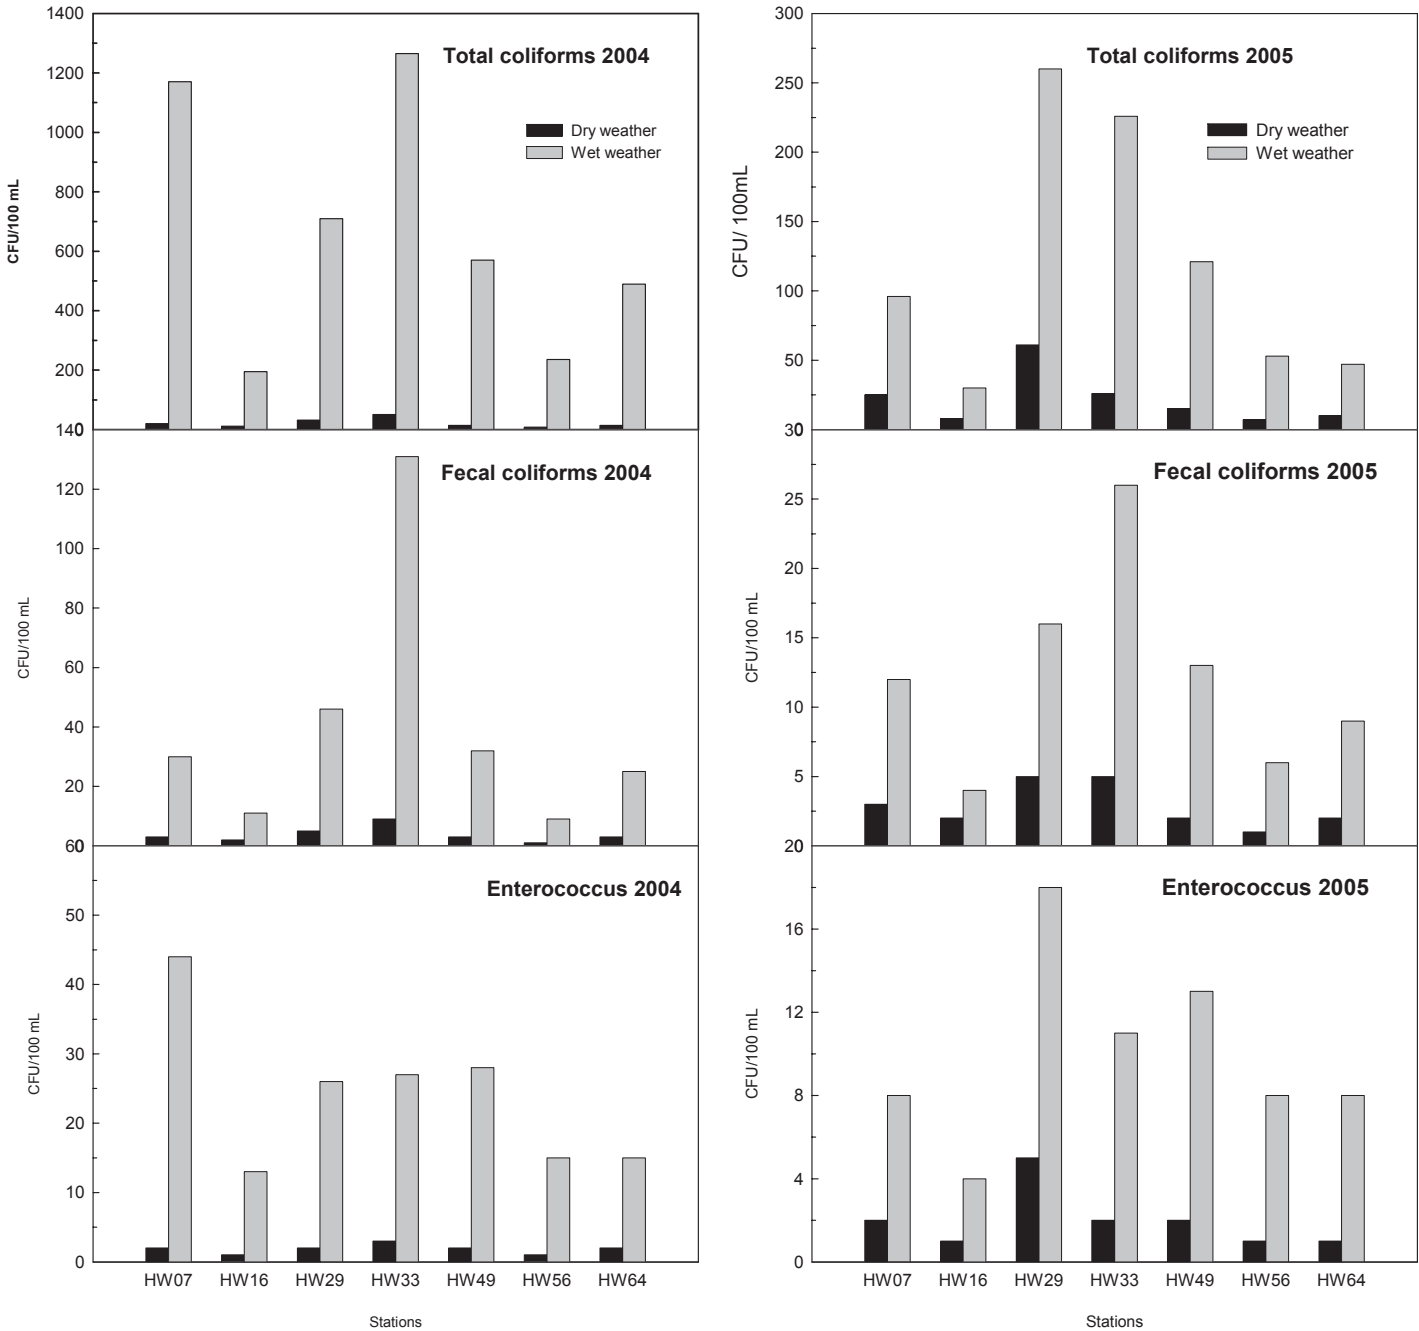 Total coliforms 2004
Dry weather
Wet weather
CFU/100 mL
1400
1200
1000
800
600
400
200
0
Total coliforms 2005
Dry weather
Wet weather
CFU/ 100mL
300
250
200
150
100
50
0
Fecal coliforms 2004
CFU/100 mL
140
120
100
80
60
40
20
0
Fecal coliforms 2005
CFU/100 mL
30
25
20
15
10
5
0
Enterococcus 2004
CFU/100 mL
60
50
40
30
20
10
0
HW07 HW16 HW29 HW33 HW49 HW56 HW64
Stations
Enterococcus 2005
CFU/100 mL
20
16
12
8
4
0
HW07 HW16 HW29 HW33 HW49 HW56 HW64
Stations